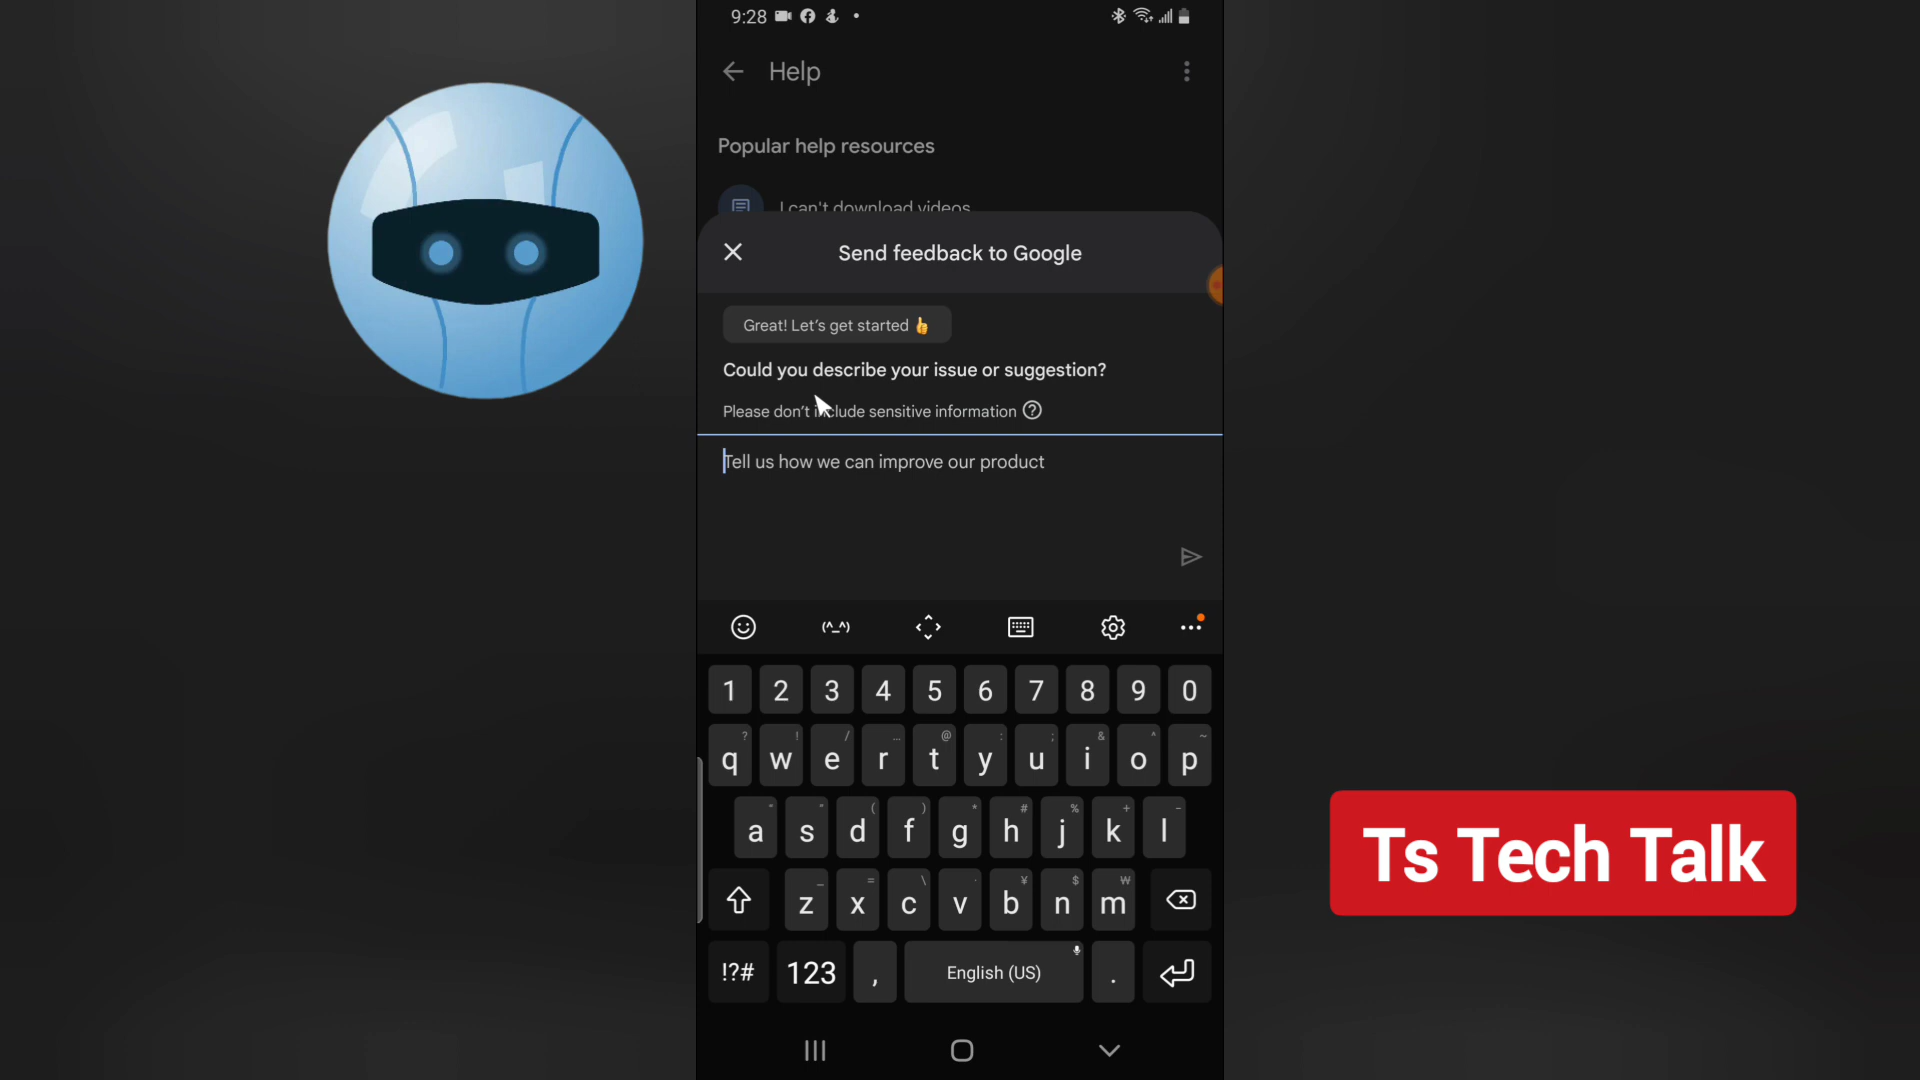 9:28
Help
Popular help resources
I can't download videos
Send feedback to Google
Great! Let's get started 👍
Could you describe your issue or suggestion?
Please don't include sensitive information
Tell us how we can improve our product
(^_^)
1 2 3 4 5 6 7 8 9 0
q w e r t y u i o p
a s d f g h j k l
z x c v b n m
!?# 123 , English (US) .
Ts Tech Talk